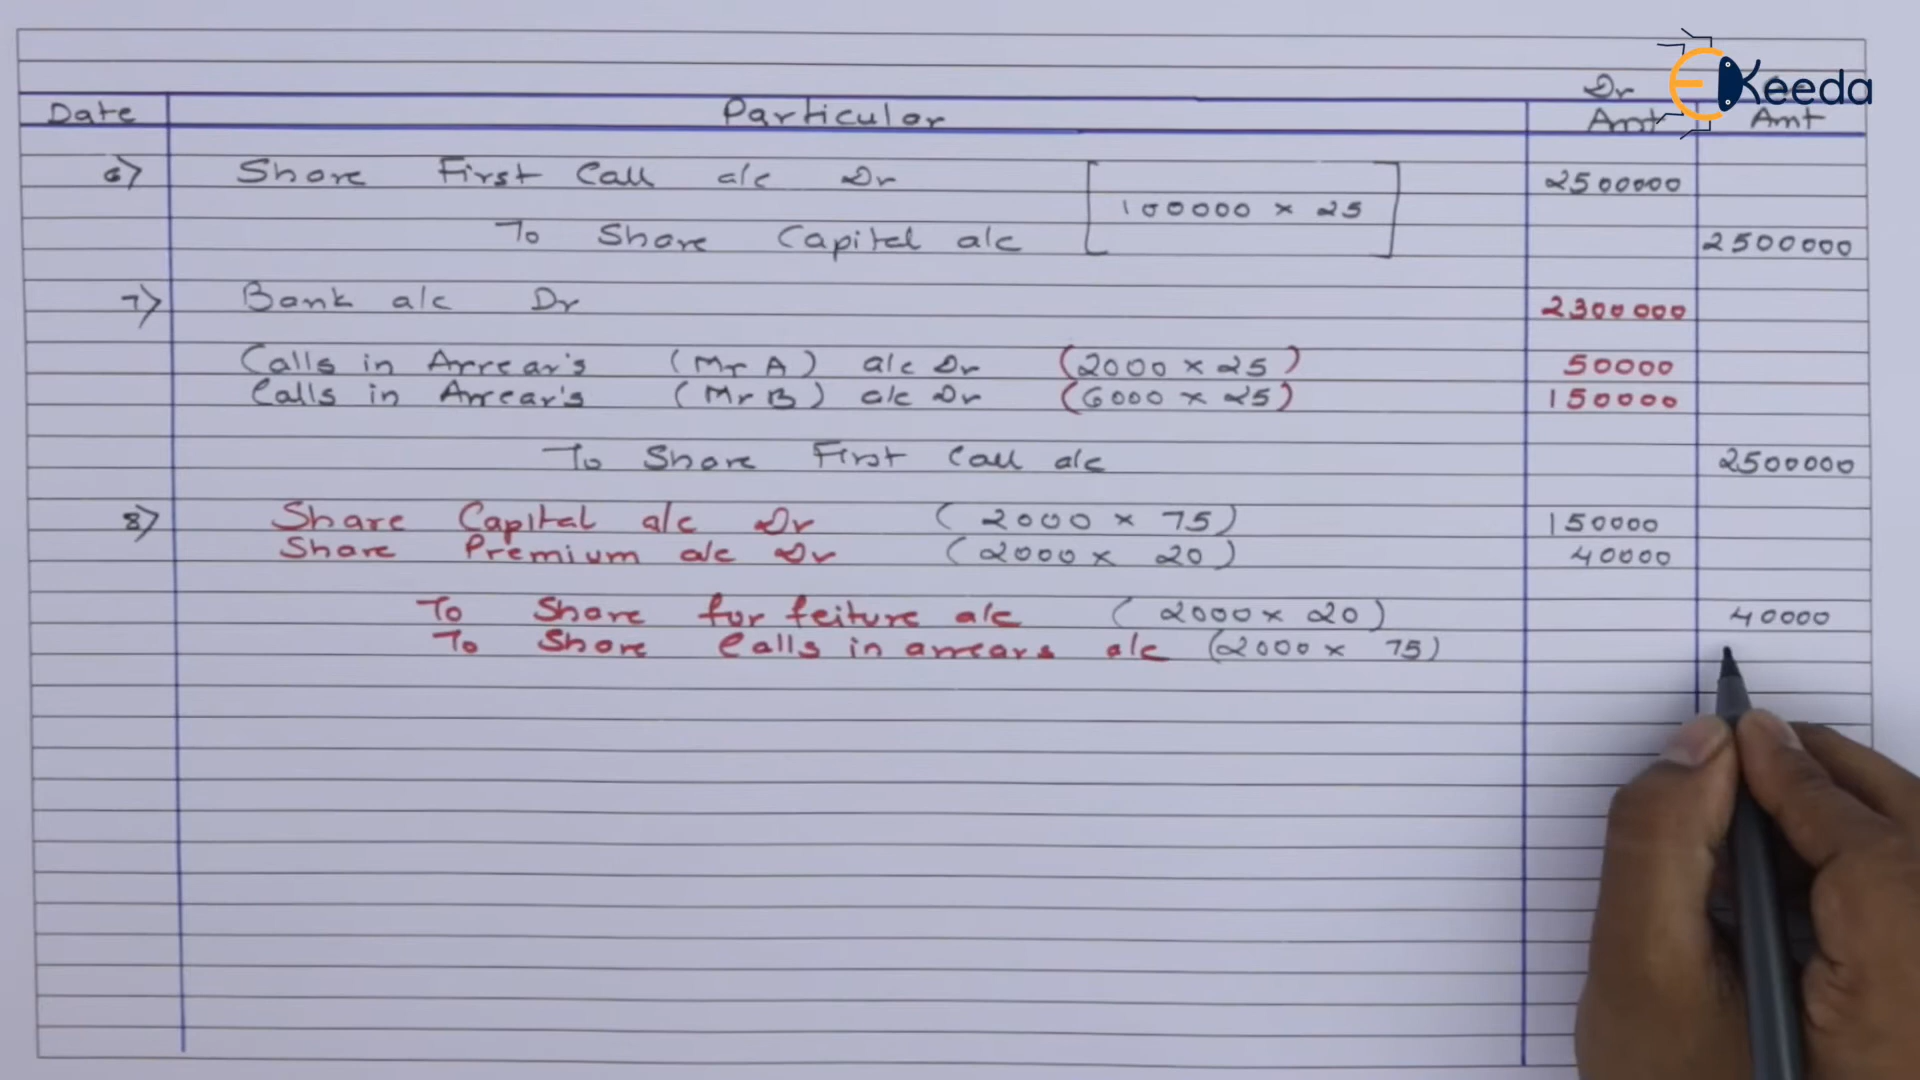 EKeeda
Dr
Date Particular Amt Amt
6) Share First Call a/c Dr 2500000
[100000 × 25]
To Share Capital a/c 2500000
7) Bank a/c Dr 2300000
Calls in Arrear's (Mr A) a/c Dr (2000 × 25) 50000
Calls in Arrear's (Mr B) a/c Dr (6000 × 25) 150000
To Share First Call a/c 2500000
8) Share Capital a/c Dr (2000 × 75) 150000
Share Premium a/c Dr (2000 × 20) 40000
To Share for feiture a/c (2000 × 20) 40000
To Share Calls in arrears a/c (2000 × 75)